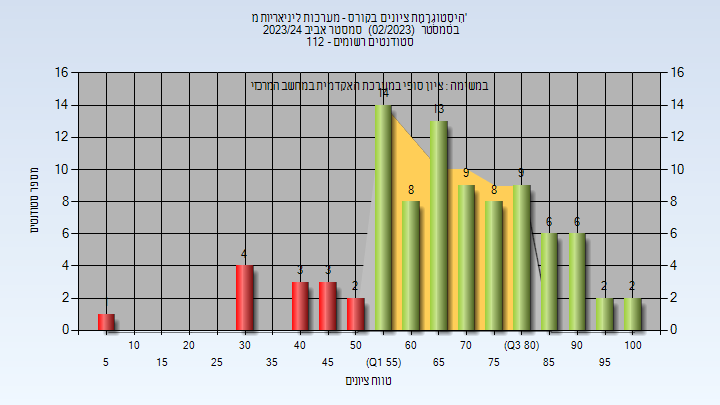 היסטוגרמת ציונים בקורס - מערכות ליניאריות מ'
בסמסטר (02/2023) סמסטר אביב 2023/24
סטודנטים רשומים - 112
במשימה : ציון סופי במערכת האקדמית במחשב המרכזי
מספר סטודנטים
16 16
14 14
12 12
10 10
8 8
6 6
4 4
2 2
0 0
4 3 3 2 14 8 13 9 8 9 6 6 2 2
10 20 30 40 50 60 70 (Q3 80) 90 100
5 15 25 35 45 (Q1 55) 65 75 85 95
טווח ציונים